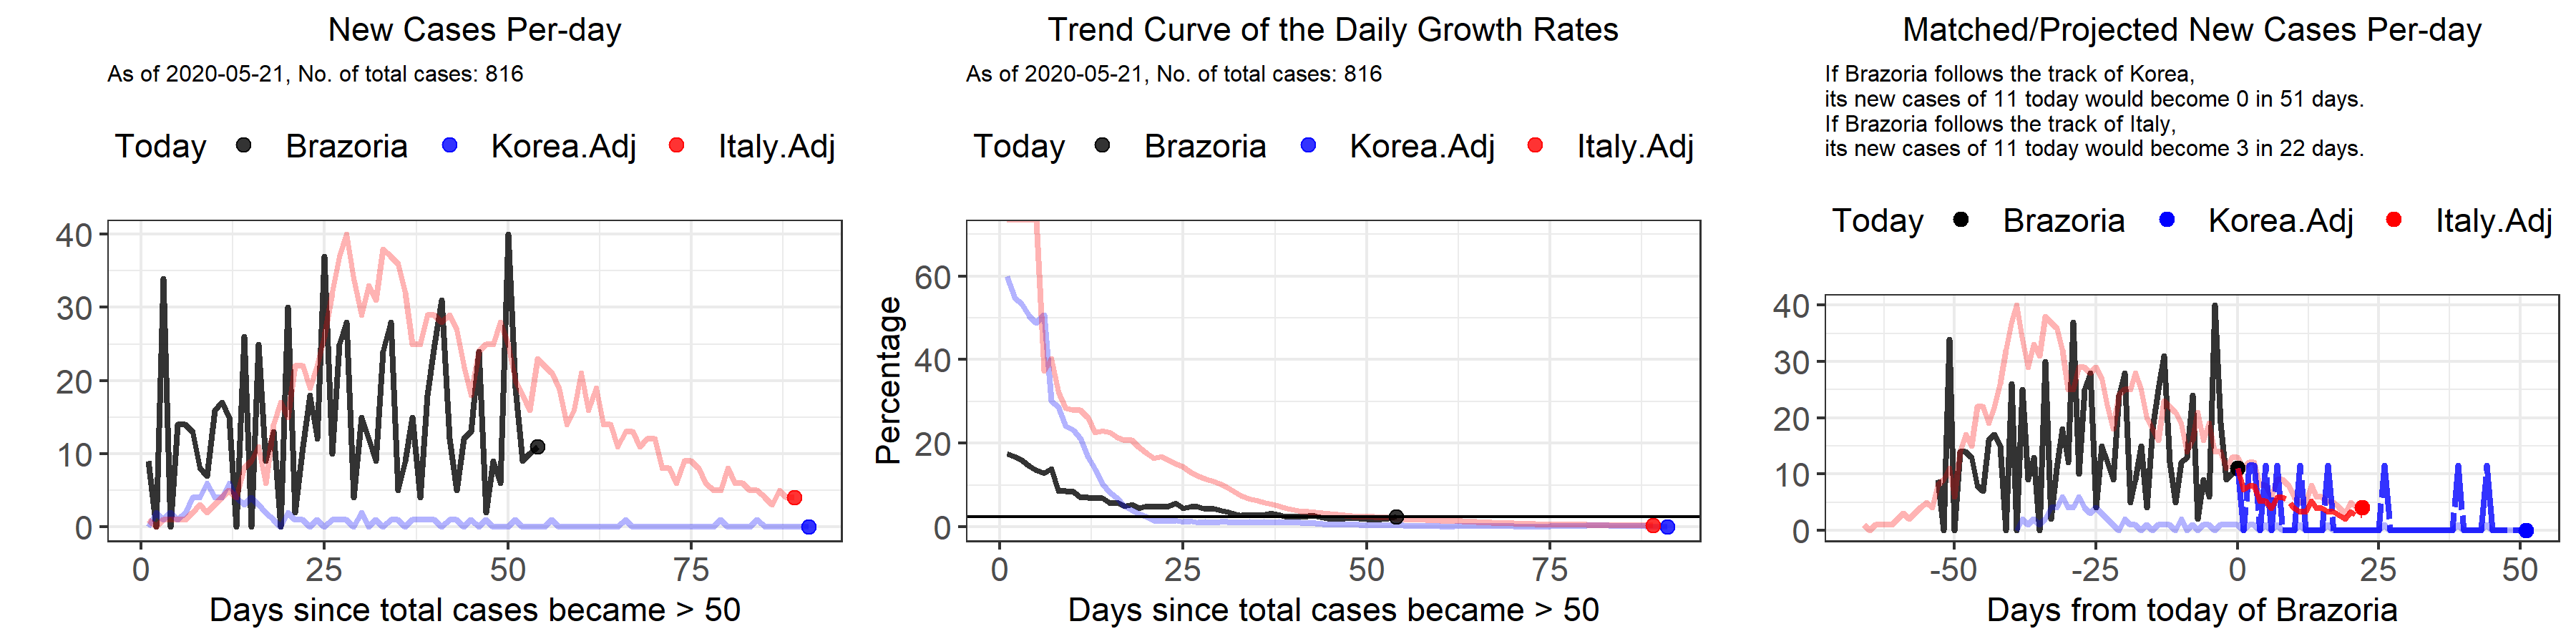 New Cases Per-day
As of 2020-05-21, No. of total cases: 816
Today Brazoria Korea.Adj Italy.Adj
40
30
20
10
0
0 25 50 75
Days since total cases became > 50
Trend Curve of the Daily Growth Rates
As of 2020-05-21, No. of total cases: 816
Today Brazoria Korea.Adj Italy.Adj
Percentage
60
40
20
0
0 25 50 75
Days since total cases became > 50
Matched/Projected New Cases Per-day
If Brazoria follows the track of Korea,
its new cases of 11 today would become 0 in 51 days.
If Brazoria follows the track of Italy,
its new cases of 11 today would become 3 in 22 days.
Today Brazoria Korea.Adj Italy.Adj
40
30
20
10
0
-50 -25 0 25 50
Days from today of Brazoria